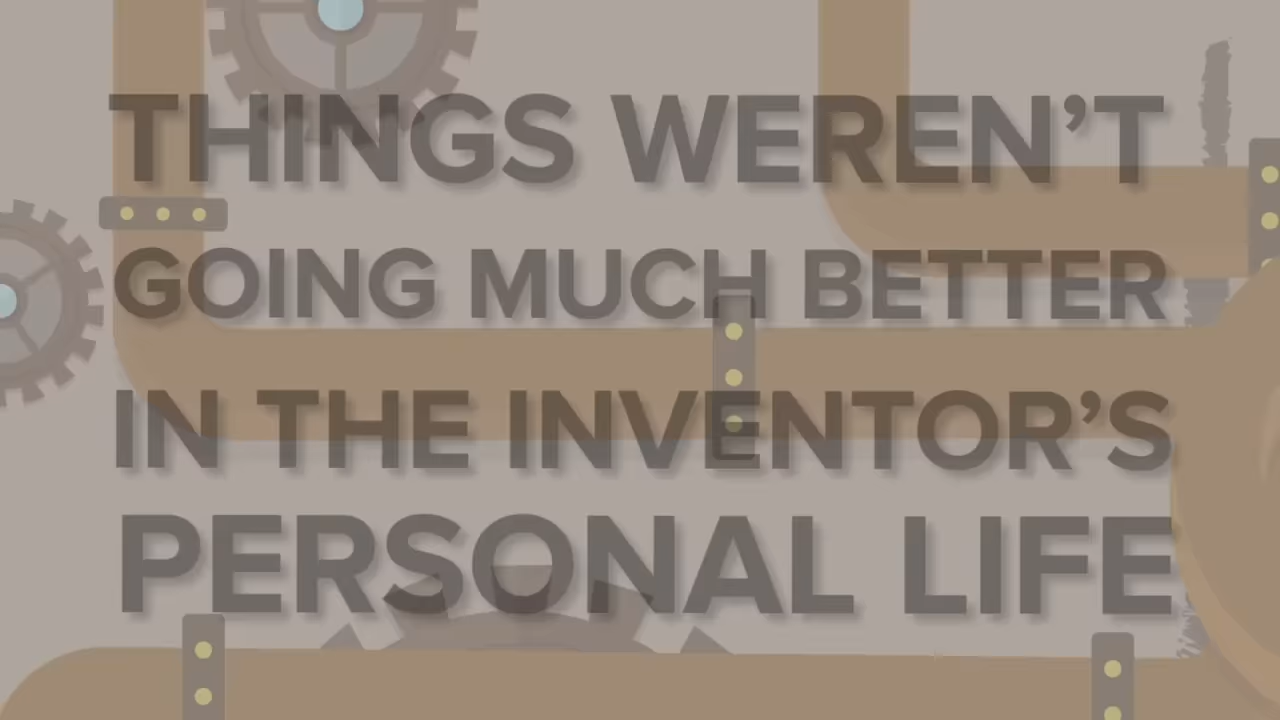 THINGS WEREN’T
GOING MUCH BETTER
IN THE INVENTOR’S
PERSONAL LIFE